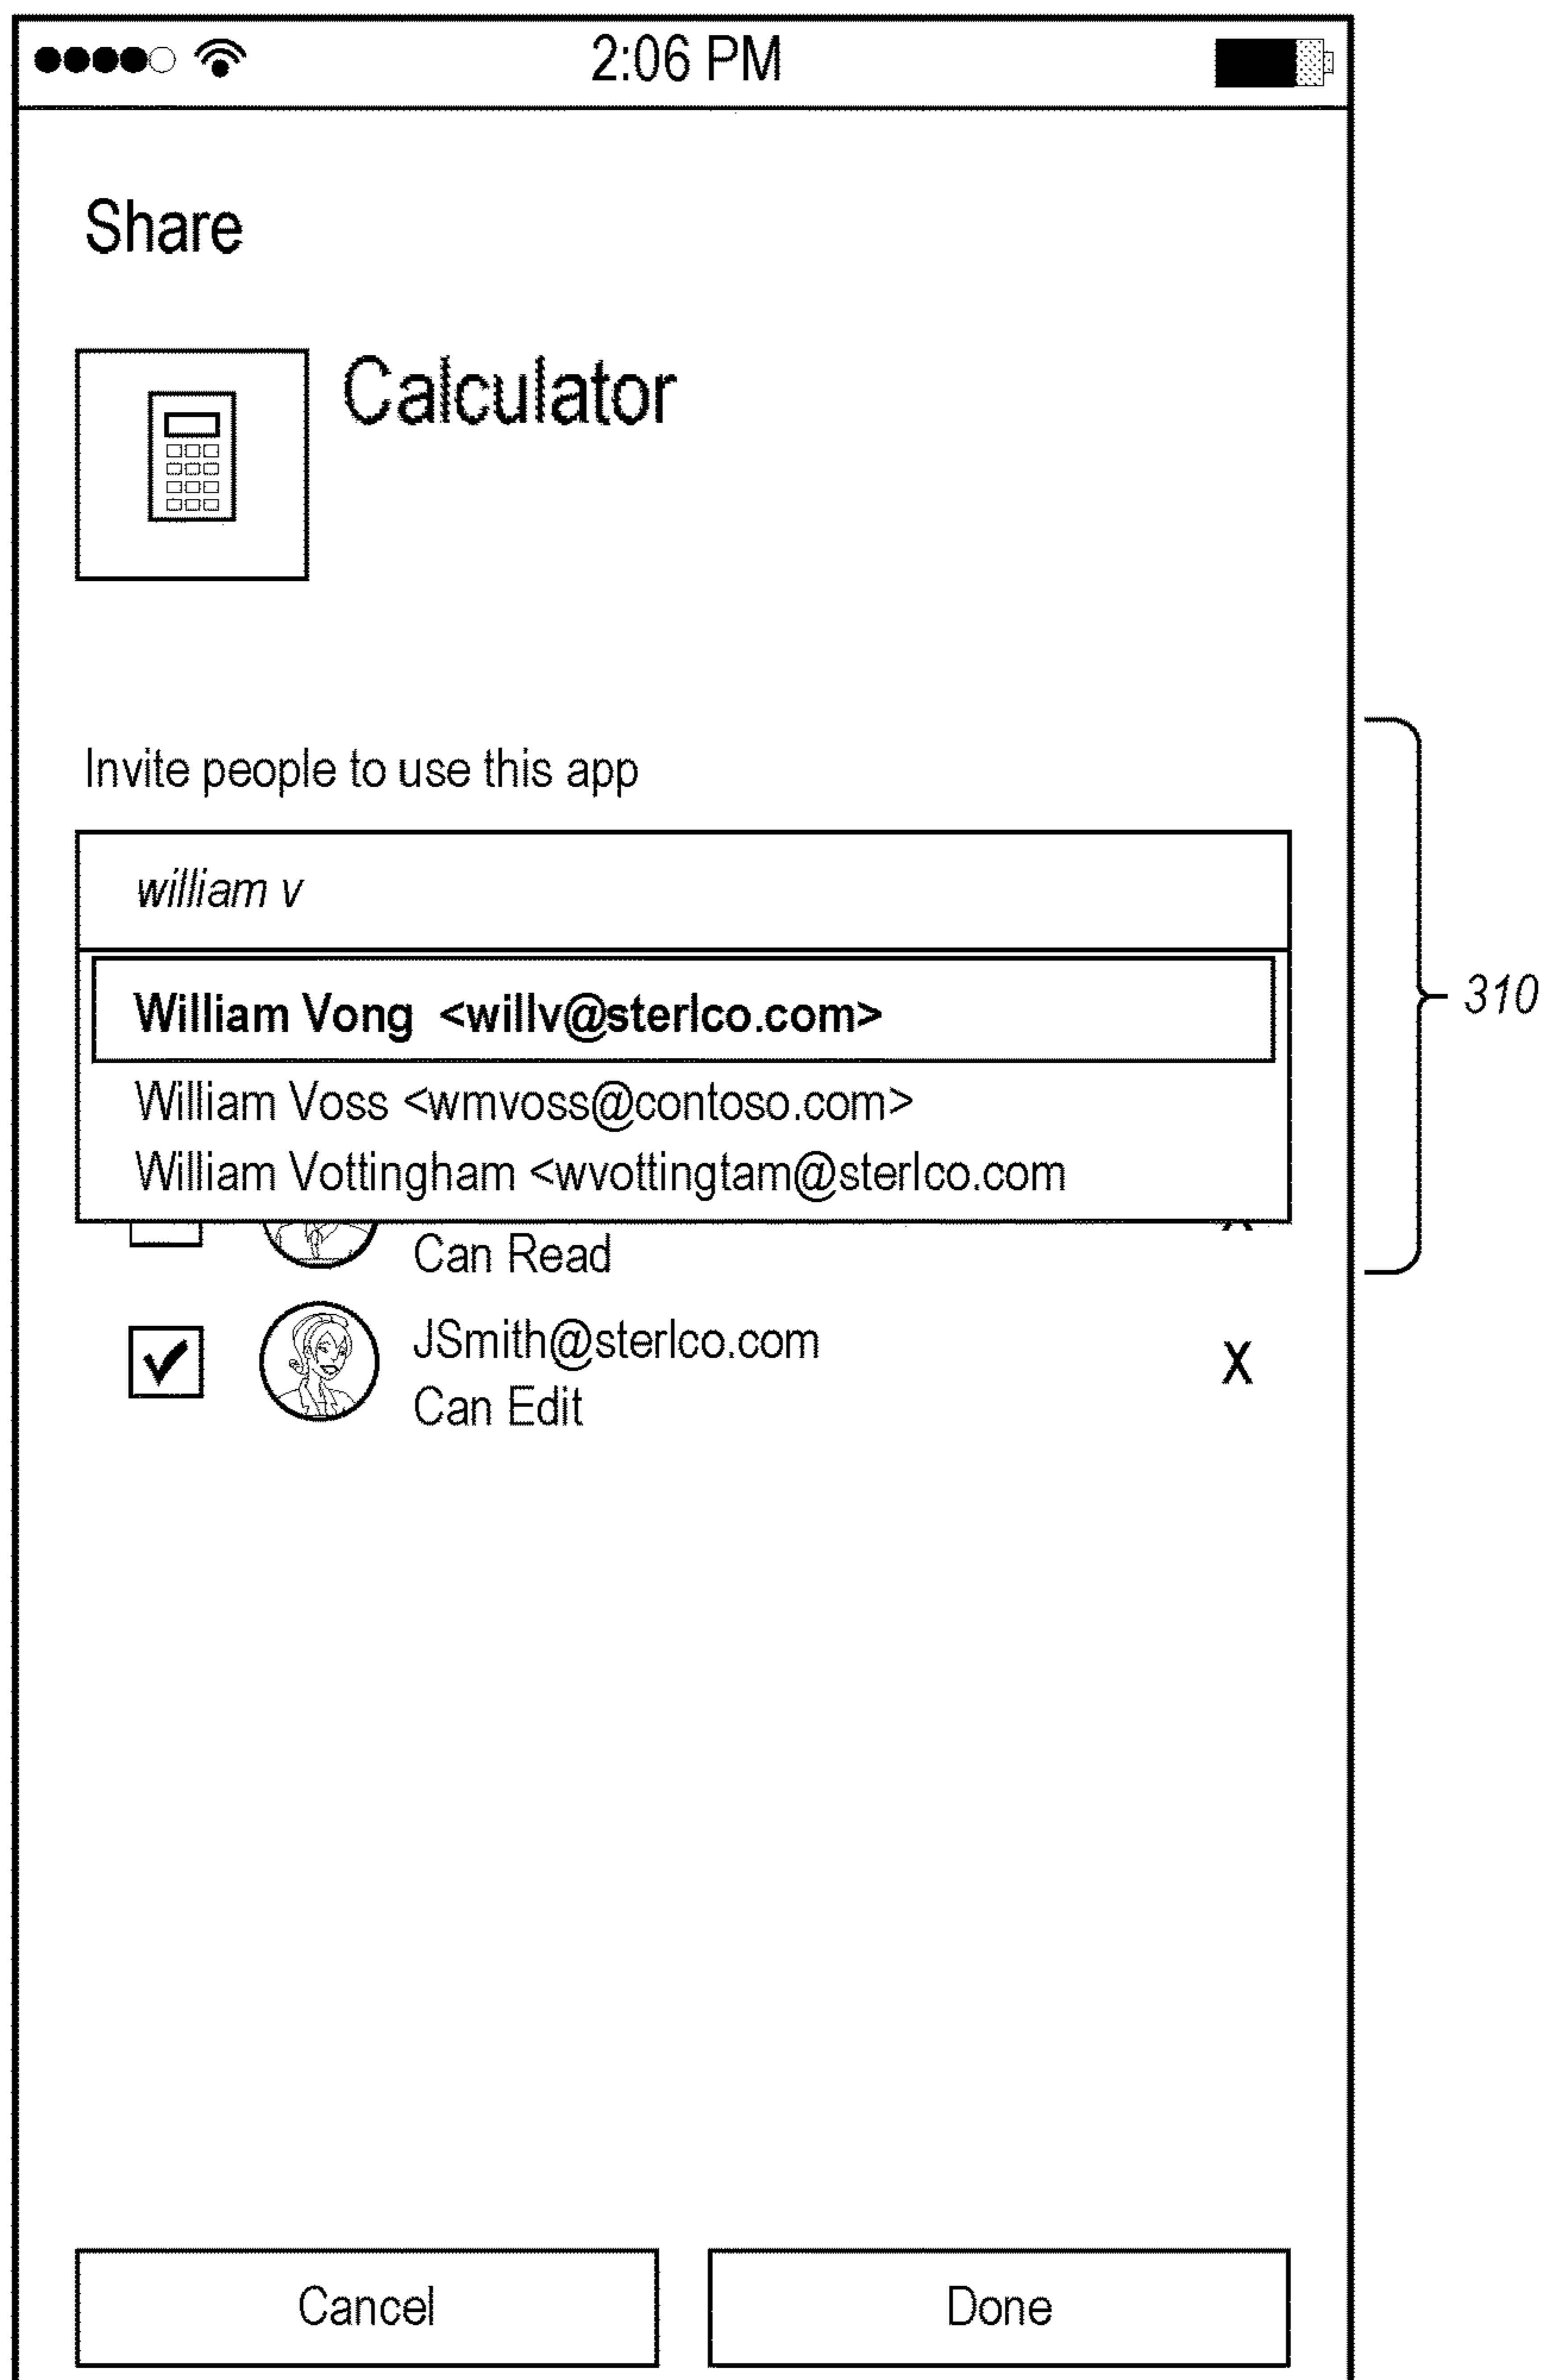 2:06 PM
Share
Calculator
Invite people to use this app
william v
William Vong <willv@sterlco.com>
William Voss <wmvoss@contoso.com>
William Vottingham <wvottingtam@sterlco.com
310
Can Read
JSmith@sterlco.com
X
Can Edit
Cancel
Done